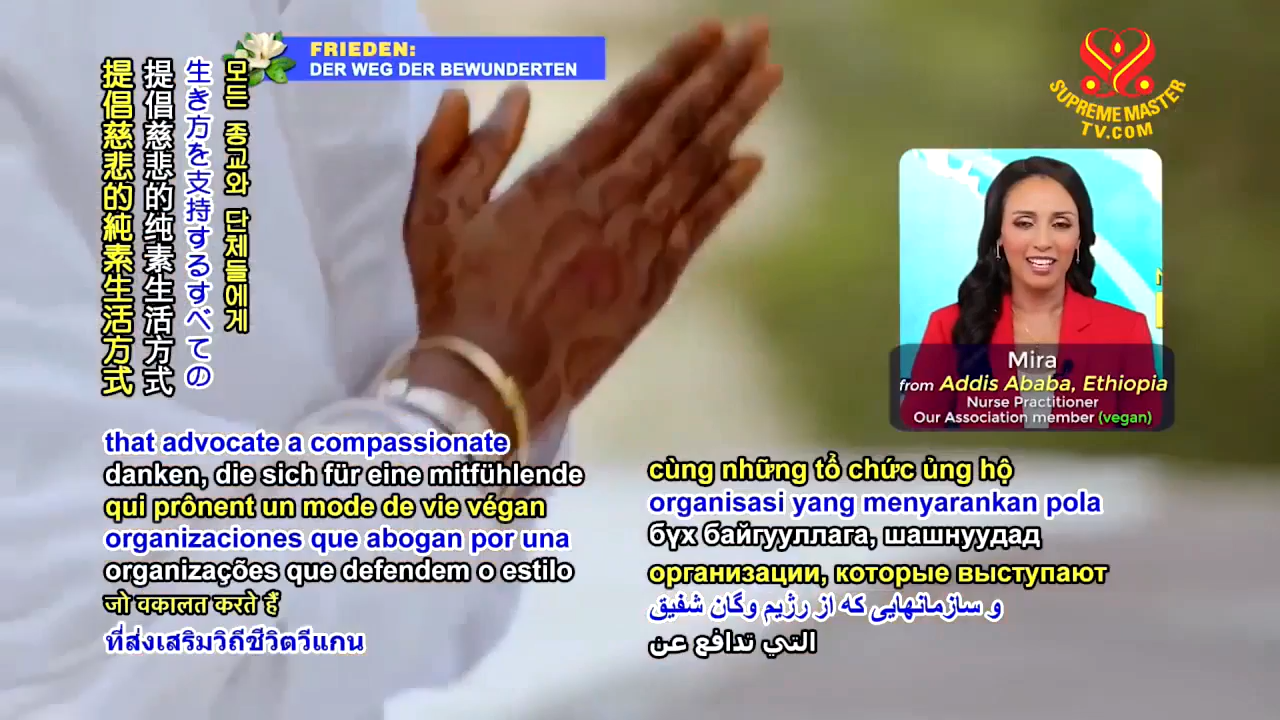 FRIEDEN:
DER WEG DER BEWUNDERTEN
SUPREME MASTER
TV.COM
모든 종교와 단체들에게
生き方を支持するすべての
提倡慈悲的纯素生活方式
提倡慈悲的純素生活方式
Mira
from Addis Ababa, Ethiopia
Nurse Practitioner
Our Association member (vegan)
that advocate a compassionate
danken, die sich für eine mitfühlende
qui prônent un mode de vie végan
organizaciones que abogan por una
organizações que defendem o estilo
जो वकालत करते हैं
ที่ส่งเสริมวิถีชีวิตวีแกน
cùng những tổ chức ủng hộ
organisasi yang menyarankan pola
бүх байгууллага, шашнуудад
организации, которые выступают
و سازمانهایی که از رژیم وگان شفیق
التي تدافع عن